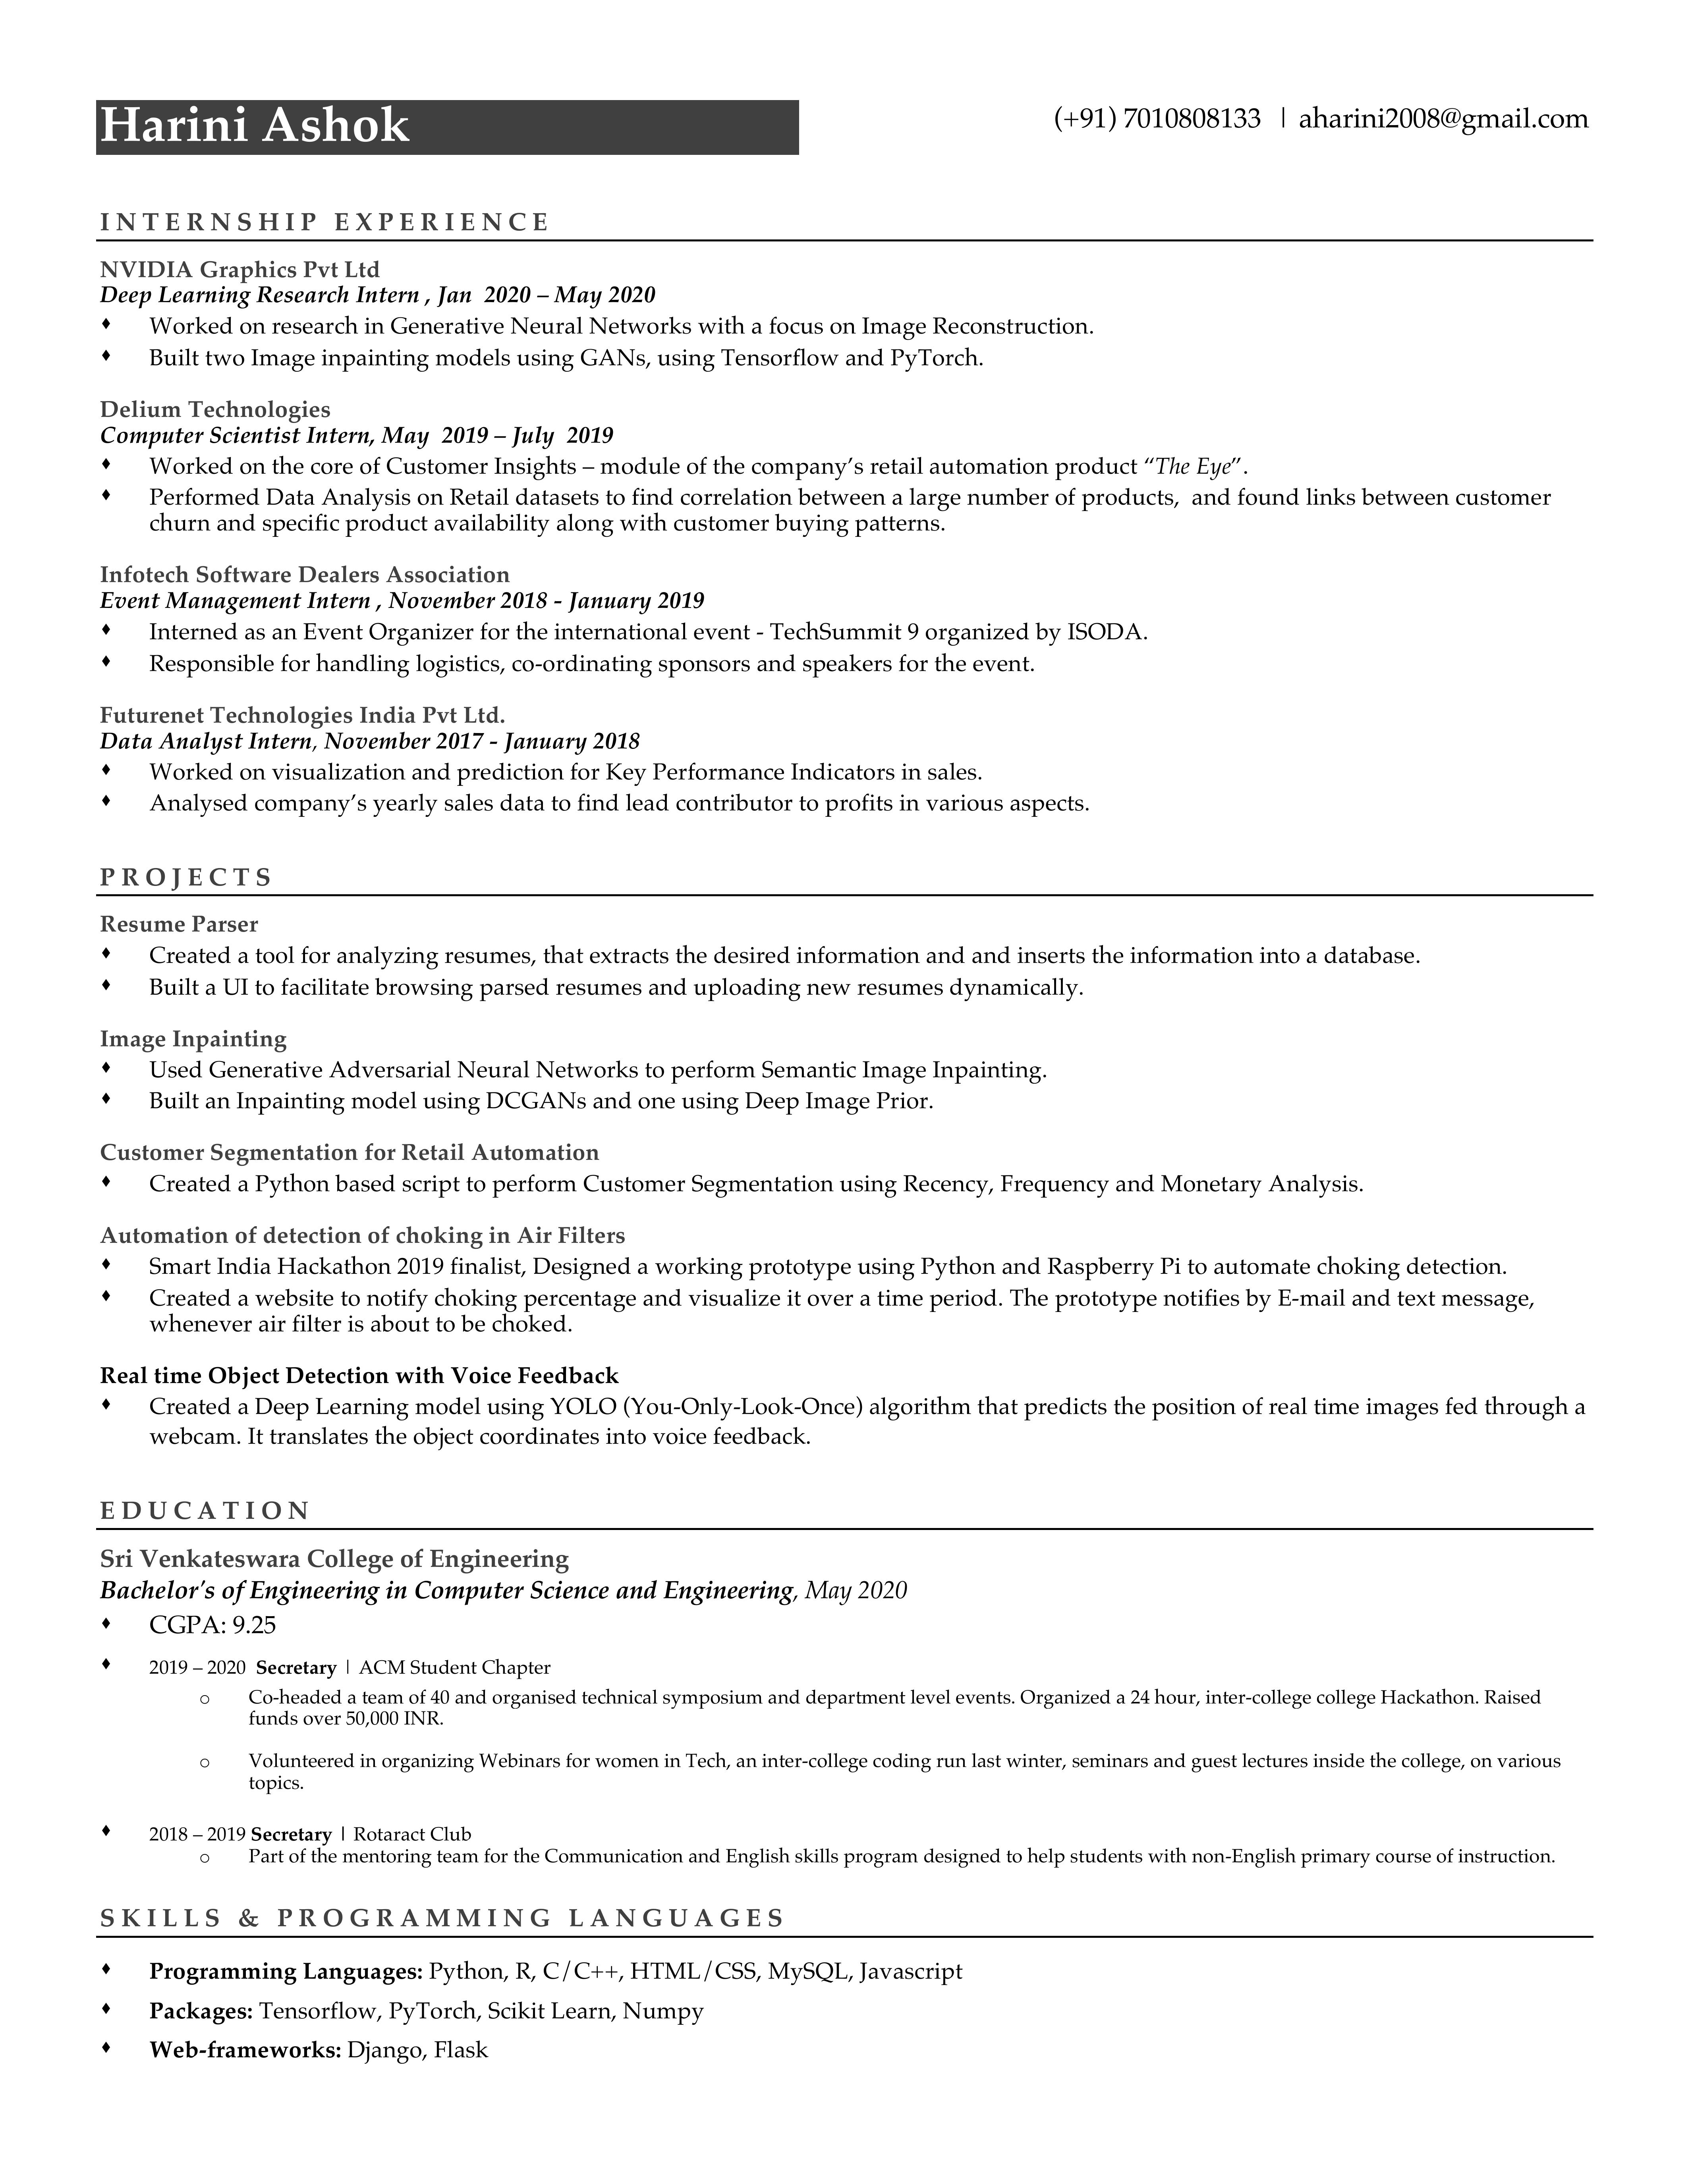 Harini Ashok
(+91) 7010808133 | aharini2008@gmail.com
INTERNSHIP EXPERIENCE
NVIDIA Graphics Pvt Ltd
Deep Learning Research Intern , Jan 2020 – May 2020
♦ Worked on research in Generative Neural Networks with a focus on Image Reconstruction.
♦ Built two Image inpainting models using GANs, using Tensorflow and PyTorch.
Delium Technologies
Computer Scientist Intern, May 2019 – July 2019
♦ Worked on the core of Customer Insights – module of the company’s retail automation product “The Eye”.
♦ Performed Data Analysis on Retail datasets to find correlation between a large number of products, and found links between customer
churn and specific product availability along with customer buying patterns.
Infotech Software Dealers Association
Event Management Intern , November 2018 - January 2019
♦ Interned as an Event Organizer for the international event - TechSummit 9 organized by ISODA.
♦ Responsible for handling logistics, co-ordinating sponsors and speakers for the event.
Futurenet Technologies India Pvt Ltd.
Data Analyst Intern, November 2017 - January 2018
♦ Worked on visualization and prediction for Key Performance Indicators in sales.
♦ Analysed company’s yearly sales data to find lead contributor to profits in various aspects.
PROJECTS
Resume Parser
♦ Created a tool for analyzing resumes, that extracts the desired information and and inserts the information into a database.
♦ Built a UI to facilitate browsing parsed resumes and uploading new resumes dynamically.
Image Inpainting
♦ Used Generative Adversarial Neural Networks to perform Semantic Image Inpainting.
♦ Built an Inpainting model using DCGANs and one using Deep Image Prior.
Customer Segmentation for Retail Automation
♦ Created a Python based script to perform Customer Segmentation using Recency, Frequency and Monetary Analysis.
Automation of detection of choking in Air Filters
♦ Smart India Hackathon 2019 finalist, Designed a working prototype using Python and Raspberry Pi to automate choking detection.
♦ Created a website to notify choking percentage and visualize it over a time period. The prototype notifies by E-mail and text message,
whenever air filter is about to be choked.
Real time Object Detection with Voice Feedback
♦ Created a Deep Learning model using YOLO (You-Only-Look-Once) algorithm that predicts the position of real time images fed through a
webcam. It translates the object coordinates into voice feedback.
EDUCATION
Sri Venkateswara College of Engineering
Bachelor’s of Engineering in Computer Science and Engineering, May 2020
♦ CGPA: 9.25
♦ 2019 – 2020 Secretary | ACM Student Chapter
o Co-headed a team of 40 and organised technical symposium and department level events. Organized a 24 hour, inter-college college Hackathon. Raised
funds over 50,000 INR.
o Volunteered in organizing Webinars for women in Tech, an inter-college coding run last winter, seminars and guest lectures inside the college, on various
topics.
♦ 2018 – 2019 Secretary | Rotaract Club
o Part of the mentoring team for the Communication and English skills program designed to help students with non-English primary course of instruction.
SKILLS & PROGRAMMING LANGUAGES
♦ Programming Languages: Python, R, C/C++, HTML/CSS, MySQL, Javascript
♦ Packages: Tensorflow, PyTorch, Scikit Learn, Numpy
♦ Web-frameworks: Django, Flask